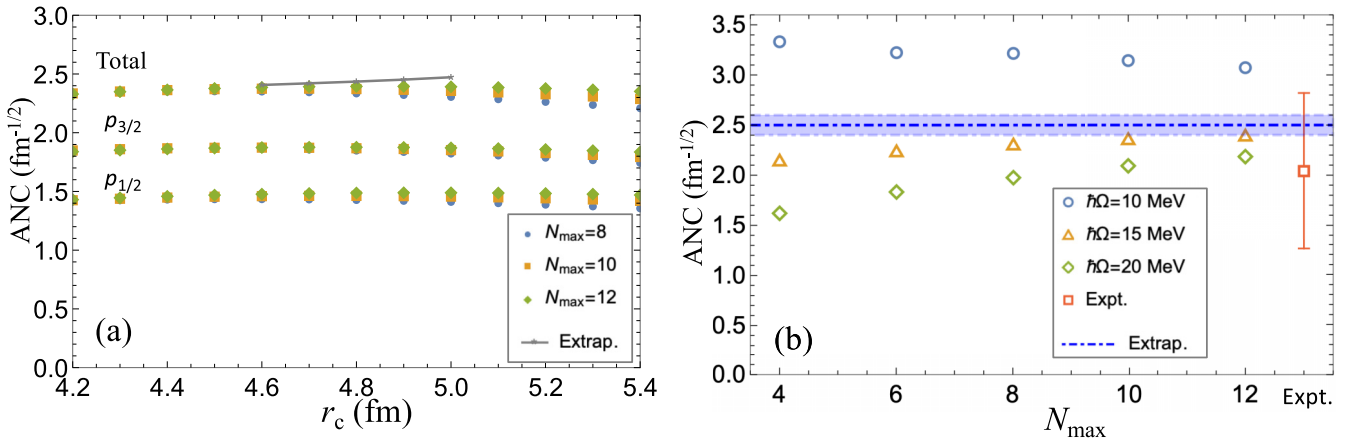 3.0
2.5
2.0
1.5
1.0
0.5
0.0
ANC (fm-1/2)
Total
p3/2
p1/2
(a)
Nmax=8
Nmax=10
Nmax=12
Extrap.
4.2 4.4 4.6 4.8 5.0 5.2 5.4
rc (fm)
3.5
3.0
2.5
2.0
1.5
1.0
0.5
0.0
ANC (fm-1/2)
(b)
ℏΩ=10 MeV
ℏΩ=15 MeV
ℏΩ=20 MeV
Expt.
Extrap.
4 6 8 10 12 Expt.
Nmax